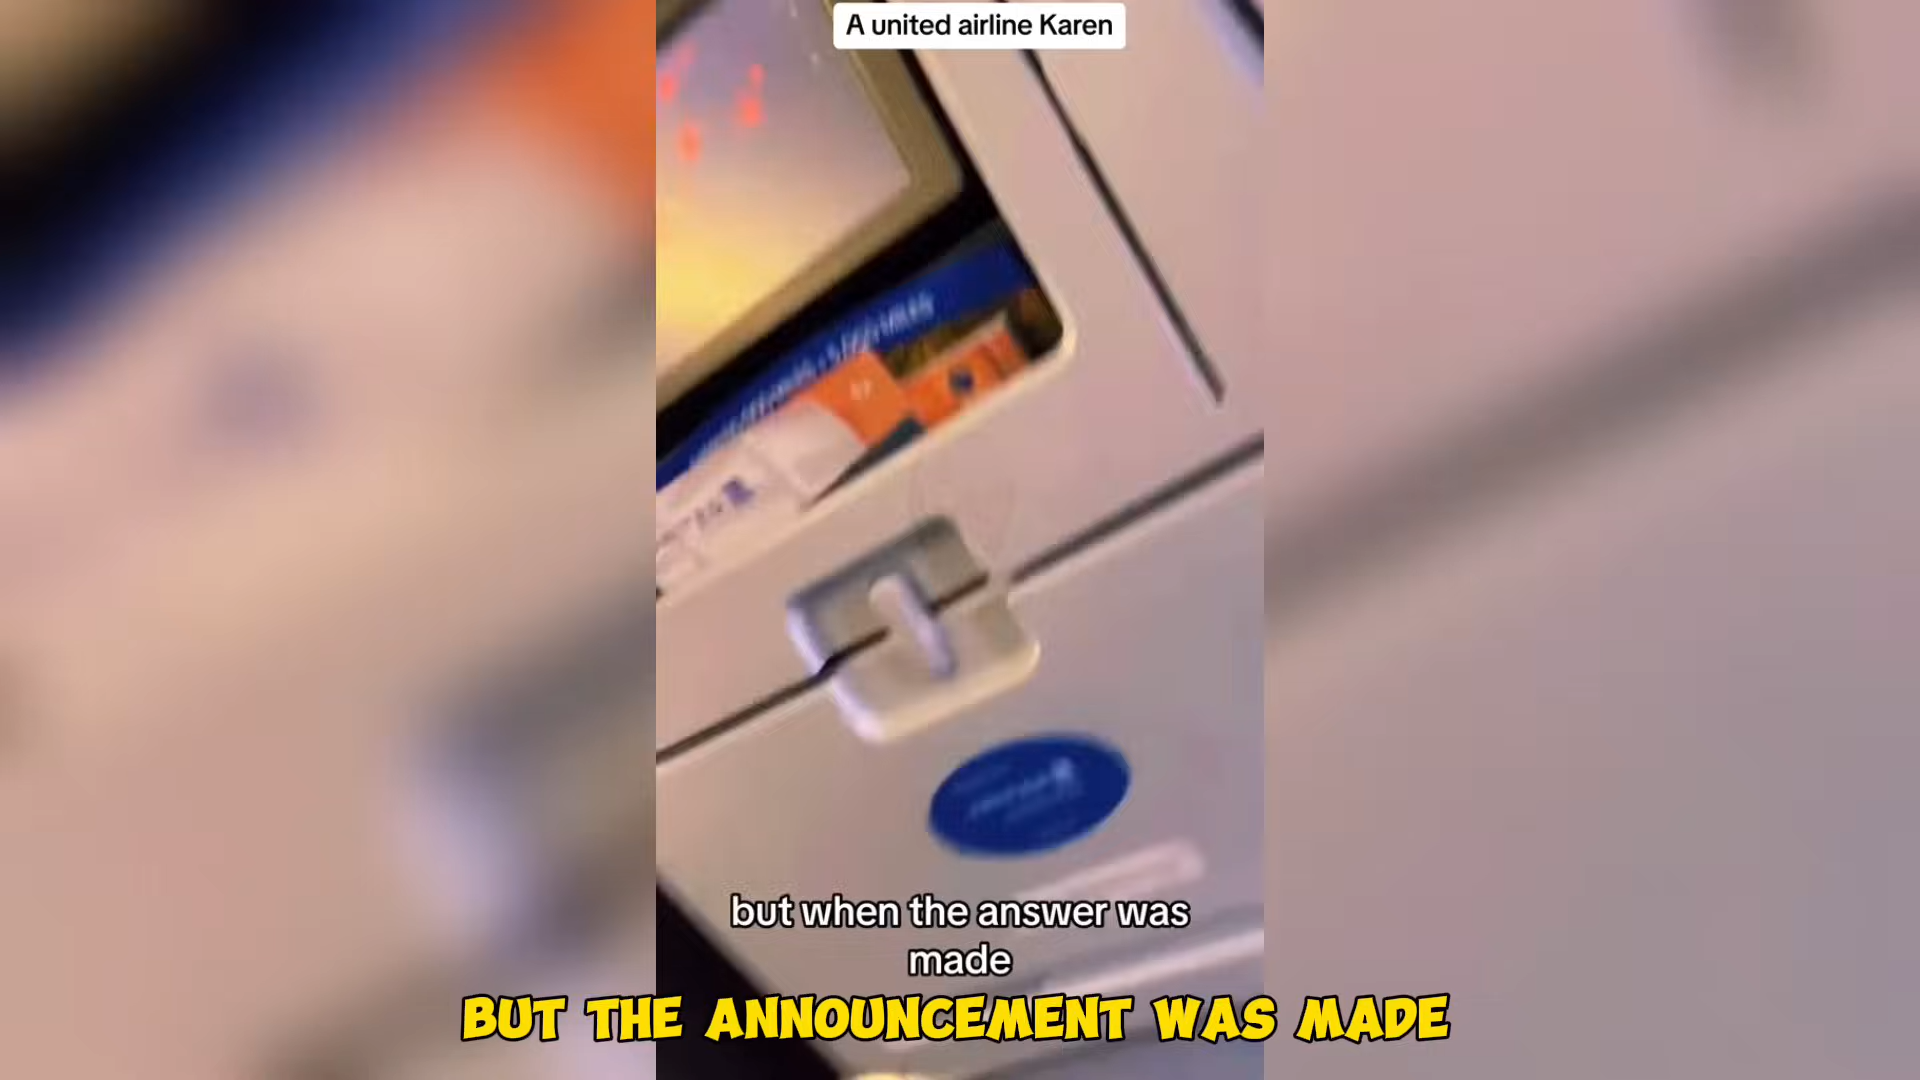 A united airline Karen
but when the answer was
made
BUT THE ANNOUNCEMENT WAS MADE